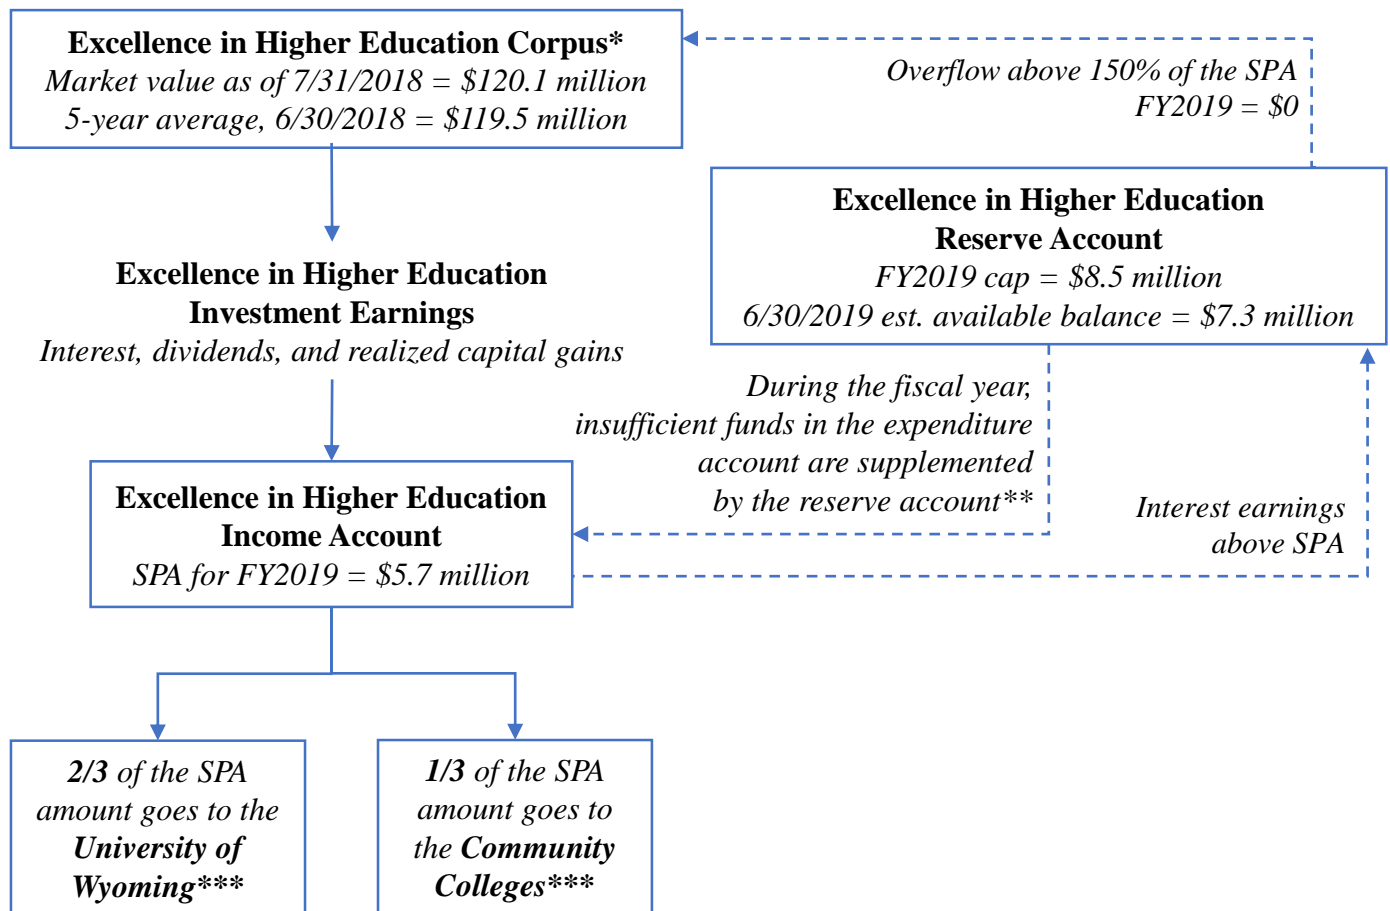 Excellence in Higher Education Corpus*
Market value as of 7/31/2018 = $120.1 million
5-year average, 6/30/2018 = $119.5 million
Overflow above 150% of the SPA
FY2019 = $0
Excellence in Higher Education
Reserve Account
FY2019 cap = $8.5 million
6/30/2019 est. available balance = $7.3 million
Excellence in Higher Education
Investment Earnings
Interest, dividends, and realized capital gains
During the fiscal year,
insufficient funds in the expenditure
account are supplemented
by the reserve account**
Interest earnings
above SPA
Excellence in Higher Education
Income Account
SPA for FY2019 = $5.7 million
2/3 of the SPA
amount goes to the
University of
Wyoming***
1/3 of the SPA
amount goes to
the Community
Colleges***